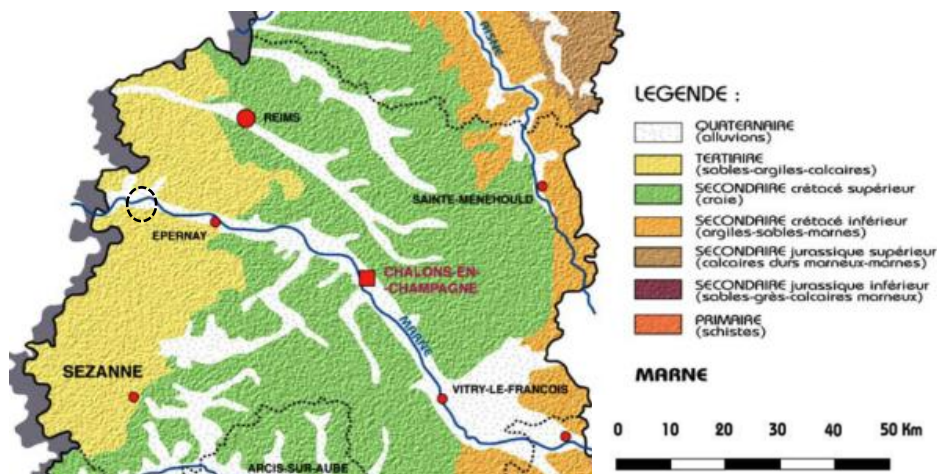 AISNE
REIMS
SAINTE-MENEHOULD
EPERNAY
CHALONS-EN-
-CHAMPAGNE
MARNE
SEZANNE
VITRY-LE-FRANCOIS
ARCIS-SUR-AUBE
LEGENDE :
QUATERNAIRE
(alluvions)
TERTIAIRE
(sables-argiles-calcaires)
SECONDAIRE crétacé supérieur
(craie)
SECONDAIRE crétacé inférieur
(argiles-sables-marnes)
SECONDAIRE jurassique supérieur
(calcaires durs marneux-marnes)
SECONDAIRE jurassique inférieur
(sables-grès-calcaires marneux)
PRIMAIRE
(schistes)
MARNE
0 10 20 30 40 50 Km